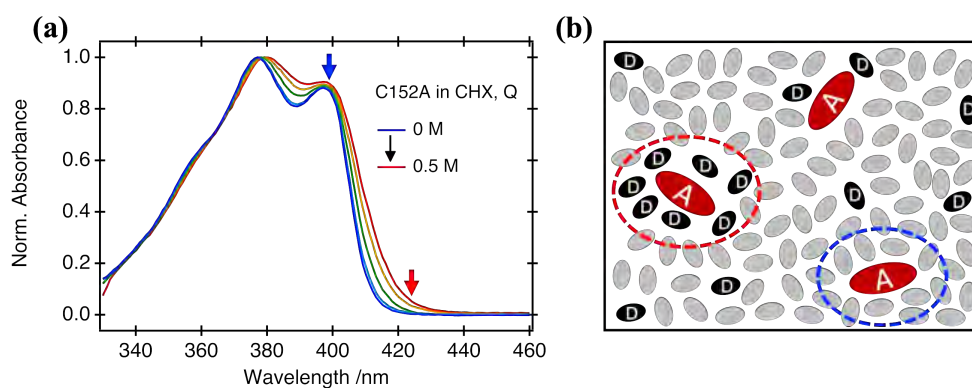 (a)
(b)
1.0
0.8
0.6
0.4
0.2
0.0
Norm. Absorbance
C152A in CHX, Q
0 M
0.5 M
340 360 380 400 420 440 460
Wavelength /nm
D
D
D
A
D
D
D
D
D
A
D
D
D
D
D
D
A
D
D